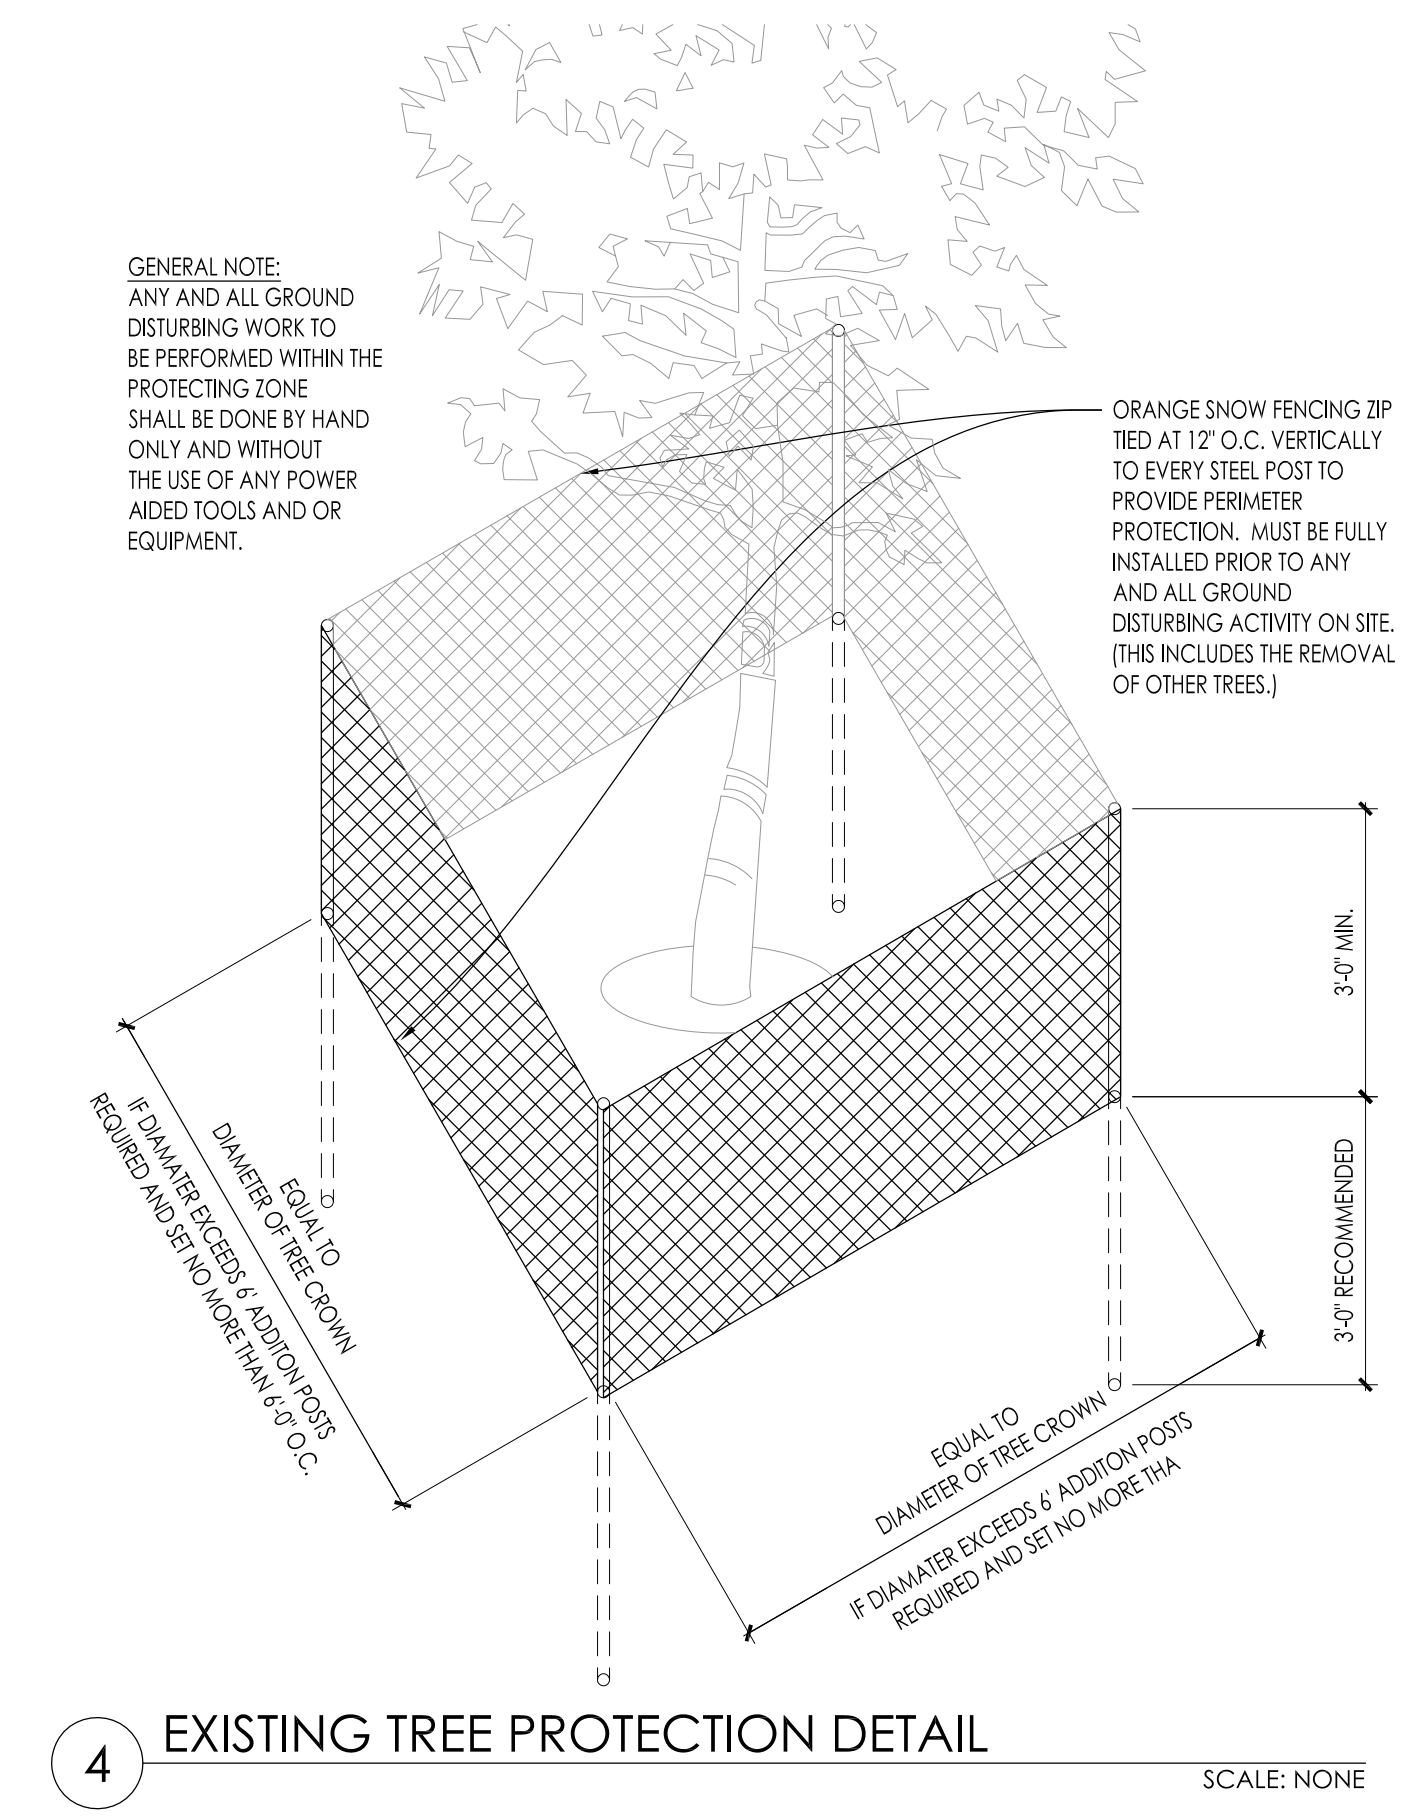 GENERAL NOTE:
ANY AND ALL GROUND
DISTURBING WORK TO
BE PERFORMED WITHIN THE
PROTECTING ZONE
SHALL BE DONE BY HAND
ONLY AND WITHOUT
THE USE OF ANY POWER
AIDED TOOLS AND OR
EQUIPMENT.
ORANGE SNOW FENCING ZIP
TIED AT 12" O.C. VERTICALLY
TO EVERY STEEL POST TO
PROVIDE PERIMETER
PROTECTION. MUST BE FULLY
INSTALLED PRIOR TO ANY
AND ALL GROUND
DISTURBING ACTIVITY ON SITE.
(THIS INCLUDES THE REMOVAL
OF OTHER TREES.)
3'-0" MIN.
3'-0" RECOMMENDED
EQUAL TO
DIAMETER OF TREE CROWN
IF DIAMATER EXCEEDS 6' ADDITON POSTS
REQUIRED AND SET NO MORE THAN 6'-0" O.C.
EQUAL TO
DIAMETER OF TREE CROWN
IF DIAMATER EXCEEDS 6' ADDITON POSTS
REQUIRED AND SET NO MORE THA
4
EXISTING TREE PROTECTION DETAIL
SCALE: NONE